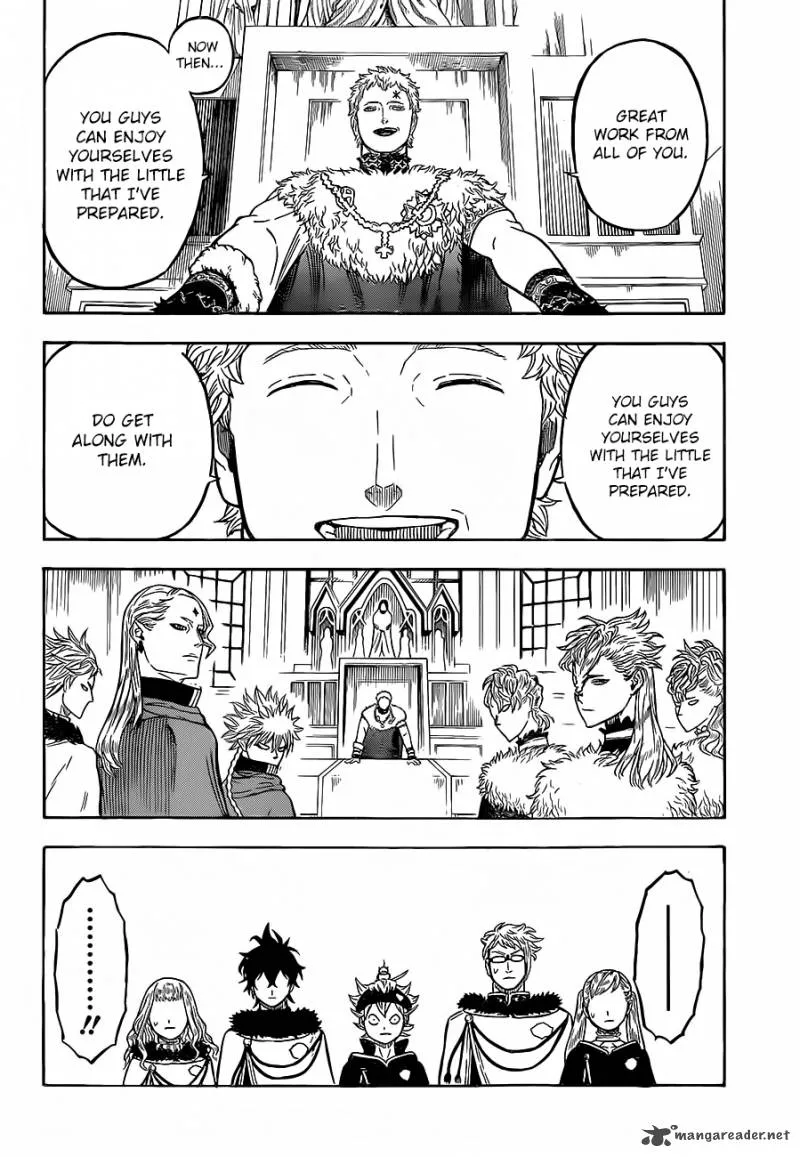 GREAT
WORK FROM
ALL OF YOU.
NOW
THEN...
YOU GUYS
CAN ENJOY
YOURSELVES
WITH THE LITTLE
THAT I'VE
PREPARED.
YOU GUYS
CAN ENJOY
YOURSELVES
WITH THE LITTLE
THAT I'VE
PREPARED.
DO GET
ALONG WITH
THEM.
.........!!
mangareader.net